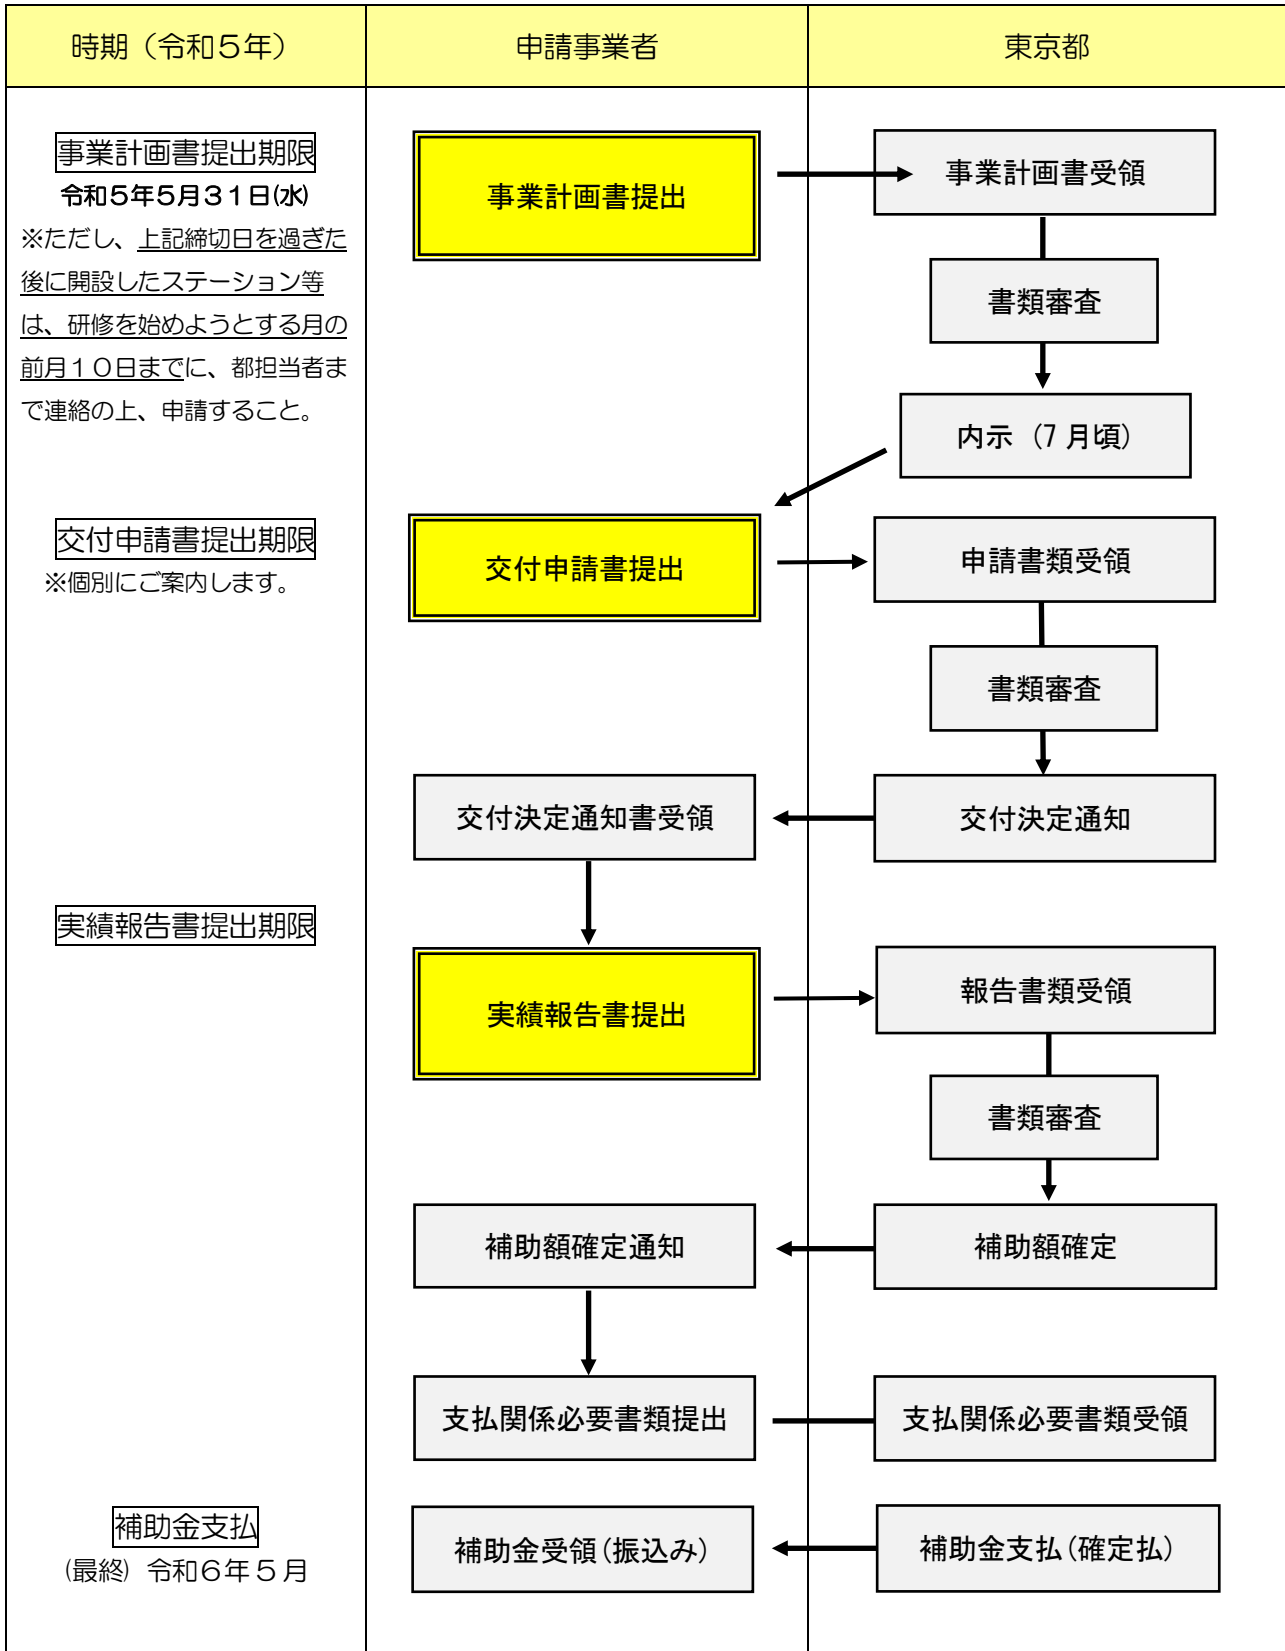 時期（令和５年）
申請事業者
東京都
事業計画書提出期限
令和５年５月３１日(水)
※ただし、上記締切日を過ぎた
後に開設したステーション等
は、研修を始めようとする月の
前月１０日までに、都担当者ま
で連絡の上、申請すること。
事業計画書提出
事業計画書受領
書類審査
内示（7月頃）
交付申請書提出期限
※個別にご案内します。
交付申請書提出
申請書類受領
書類審査
交付決定通知書受領
交付決定通知
実績報告書提出期限
実績報告書提出
報告書類受領
書類審査
補助額確定通知
補助額確定
支払関係必要書類提出
支払関係必要書類受領
補助金支払
(最終）令和６年５月
補助金受領(振込み)
補助金支払(確定払)